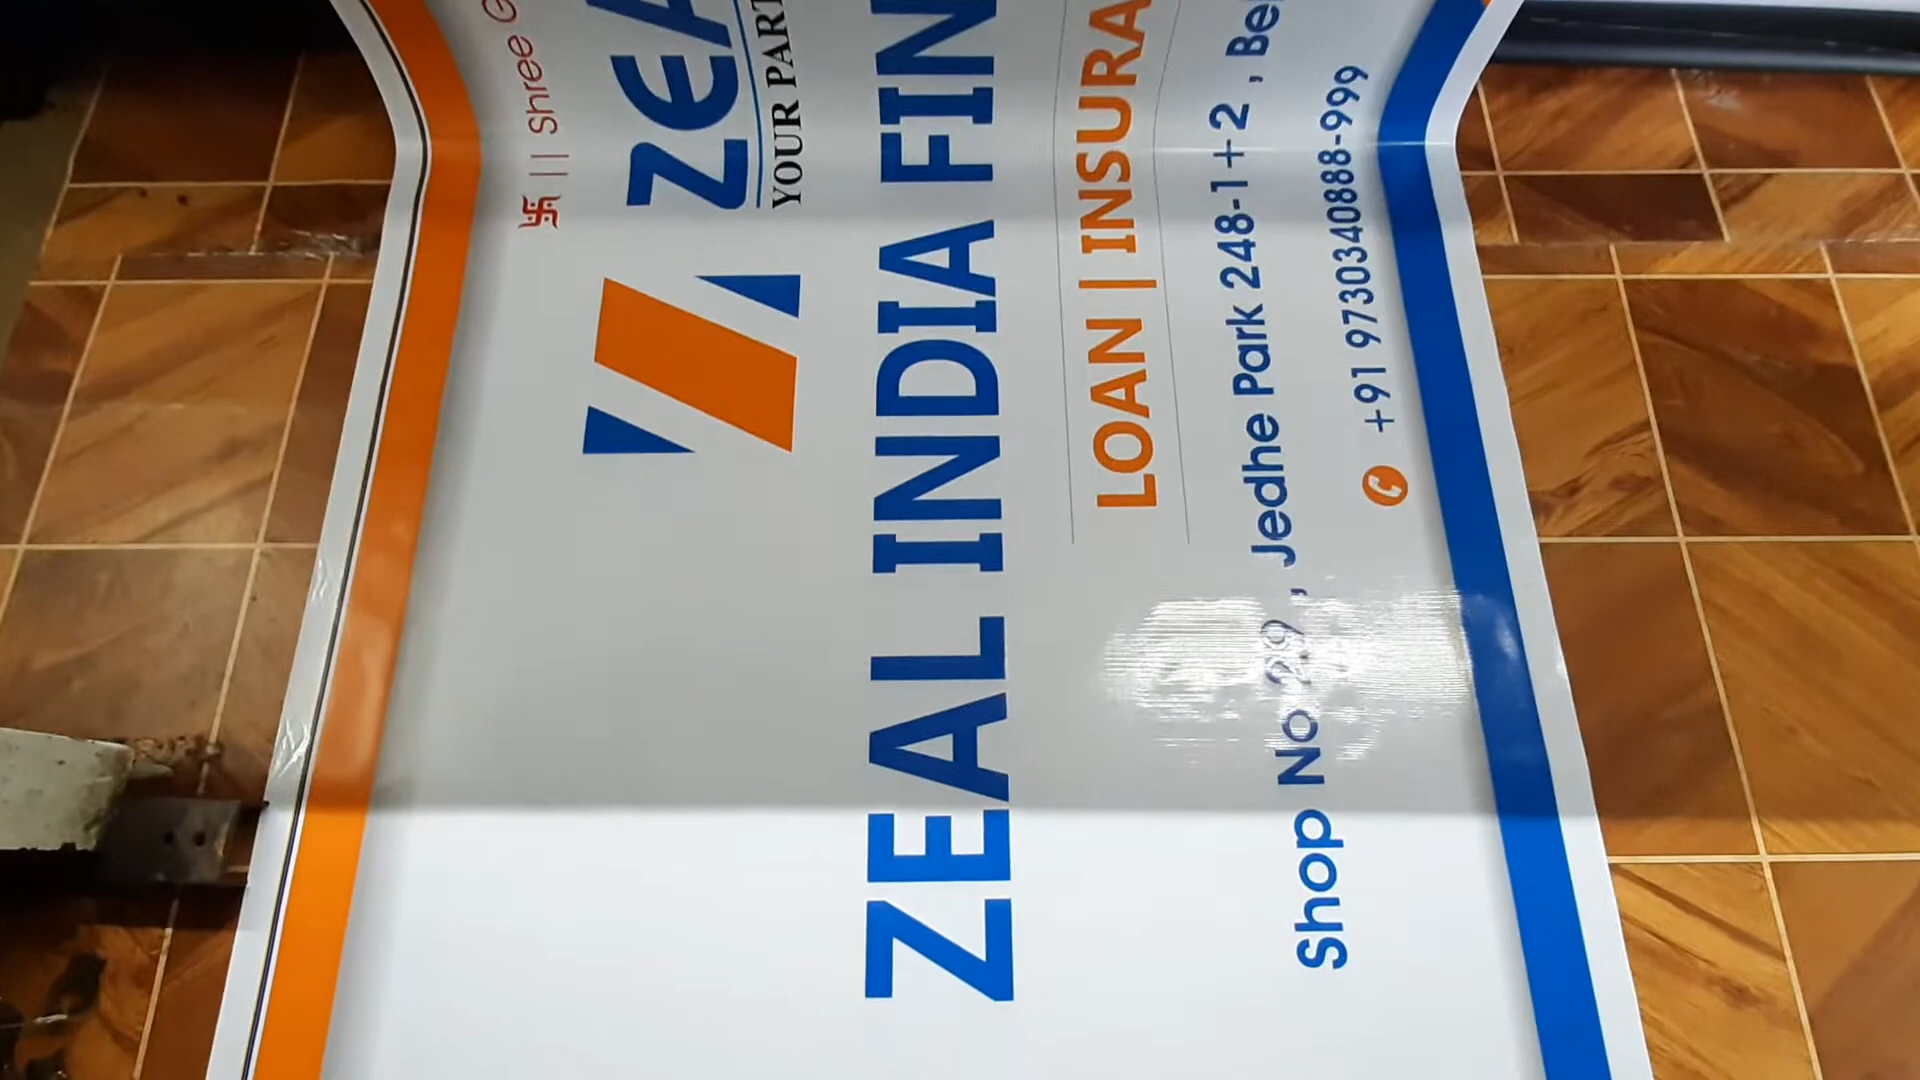 卐 || Shree G
ZEA
YOUR PART
ZEAL INDIA FIN
LOAN | INSURA
Shop No 29, Jedhe Park 248-1+2, Be
+91 9730340888-999